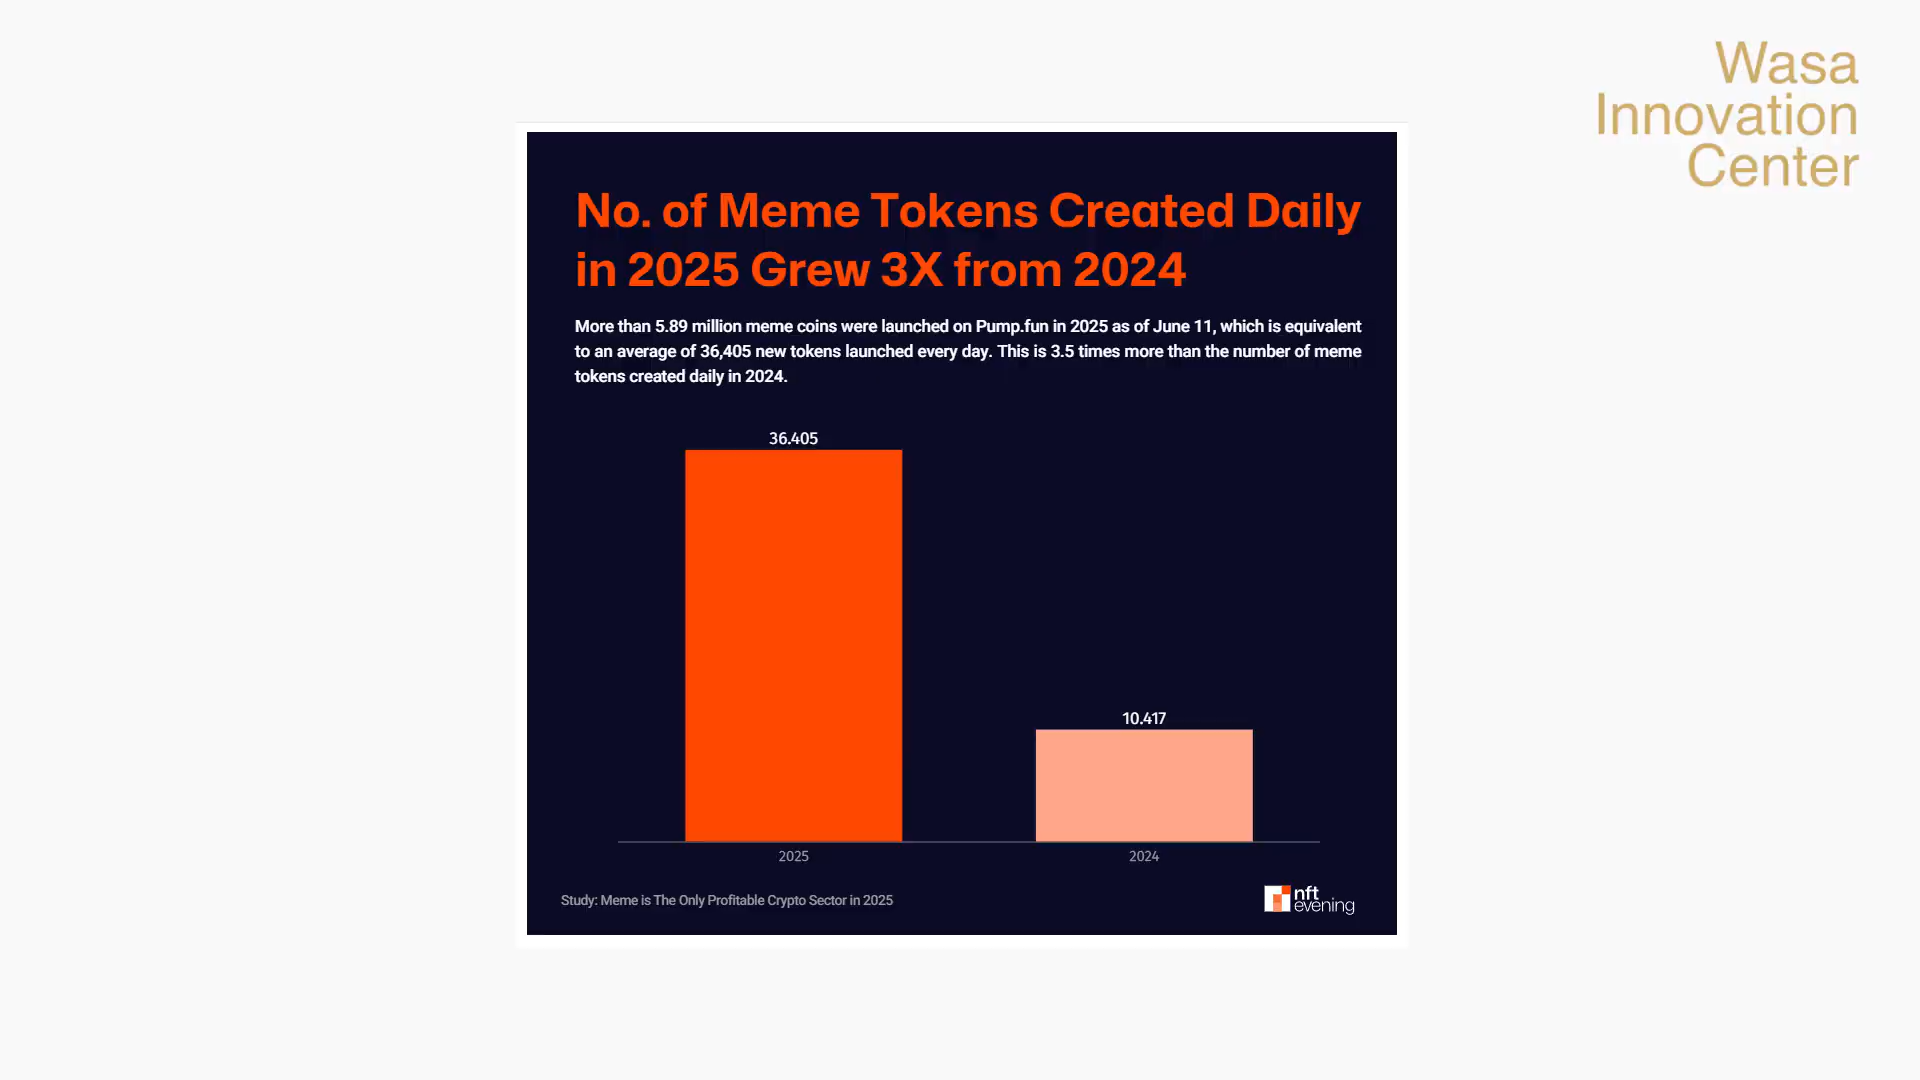 Wasa
Innovation
Center
No. of Meme Tokens Created Daily
in 2025 Grew 3X from 2024
More than 5.89 million meme coins were launched on Pump.fun in 2025 as of June 11, which is equivalent
to an average of 36,405 new tokens launched every day. This is 3.5 times more than the number of meme
tokens created daily in 2024.
36.405
10.417
2025
2024
Study: Meme is The Only Profitable Crypto Sector in 2025
nft
evening